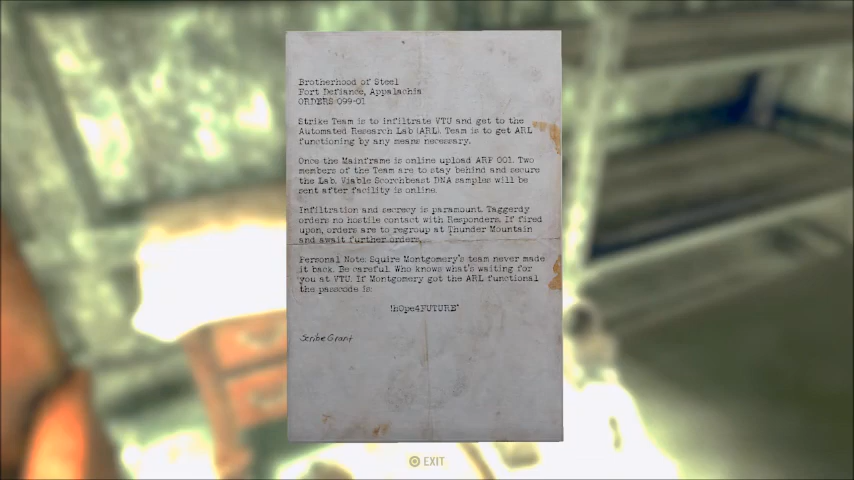 Brotherhood of Steel
Fort Defiance, Appalachia
ORDERS 099-01
Strike Team is to infiltrate VTU and get to the
Automated Research Lab (ARL). Team is to get ARL
functioning by any means necessary.
Once the Mainframe is online upload ARP 001. Two
members of the Team are to stay behind and secure
the Lab. Viable Scorchbeast DNA samples will be
sent after facility is online.
Infiltration and secrecy is paramount. Taggerdy
orders no hostile contact with Responders. If fired
upon, orders are to regroup at Thunder Mountain
and await further orders.
Personal Note: Squire Montgomery's team never made
it back. Be careful. Who knows what's waiting for
you at VTU. If Montgomery got the ARL functional
the passcode is:
!h0pe4FUTURE"
Scribe Grant
EXIT